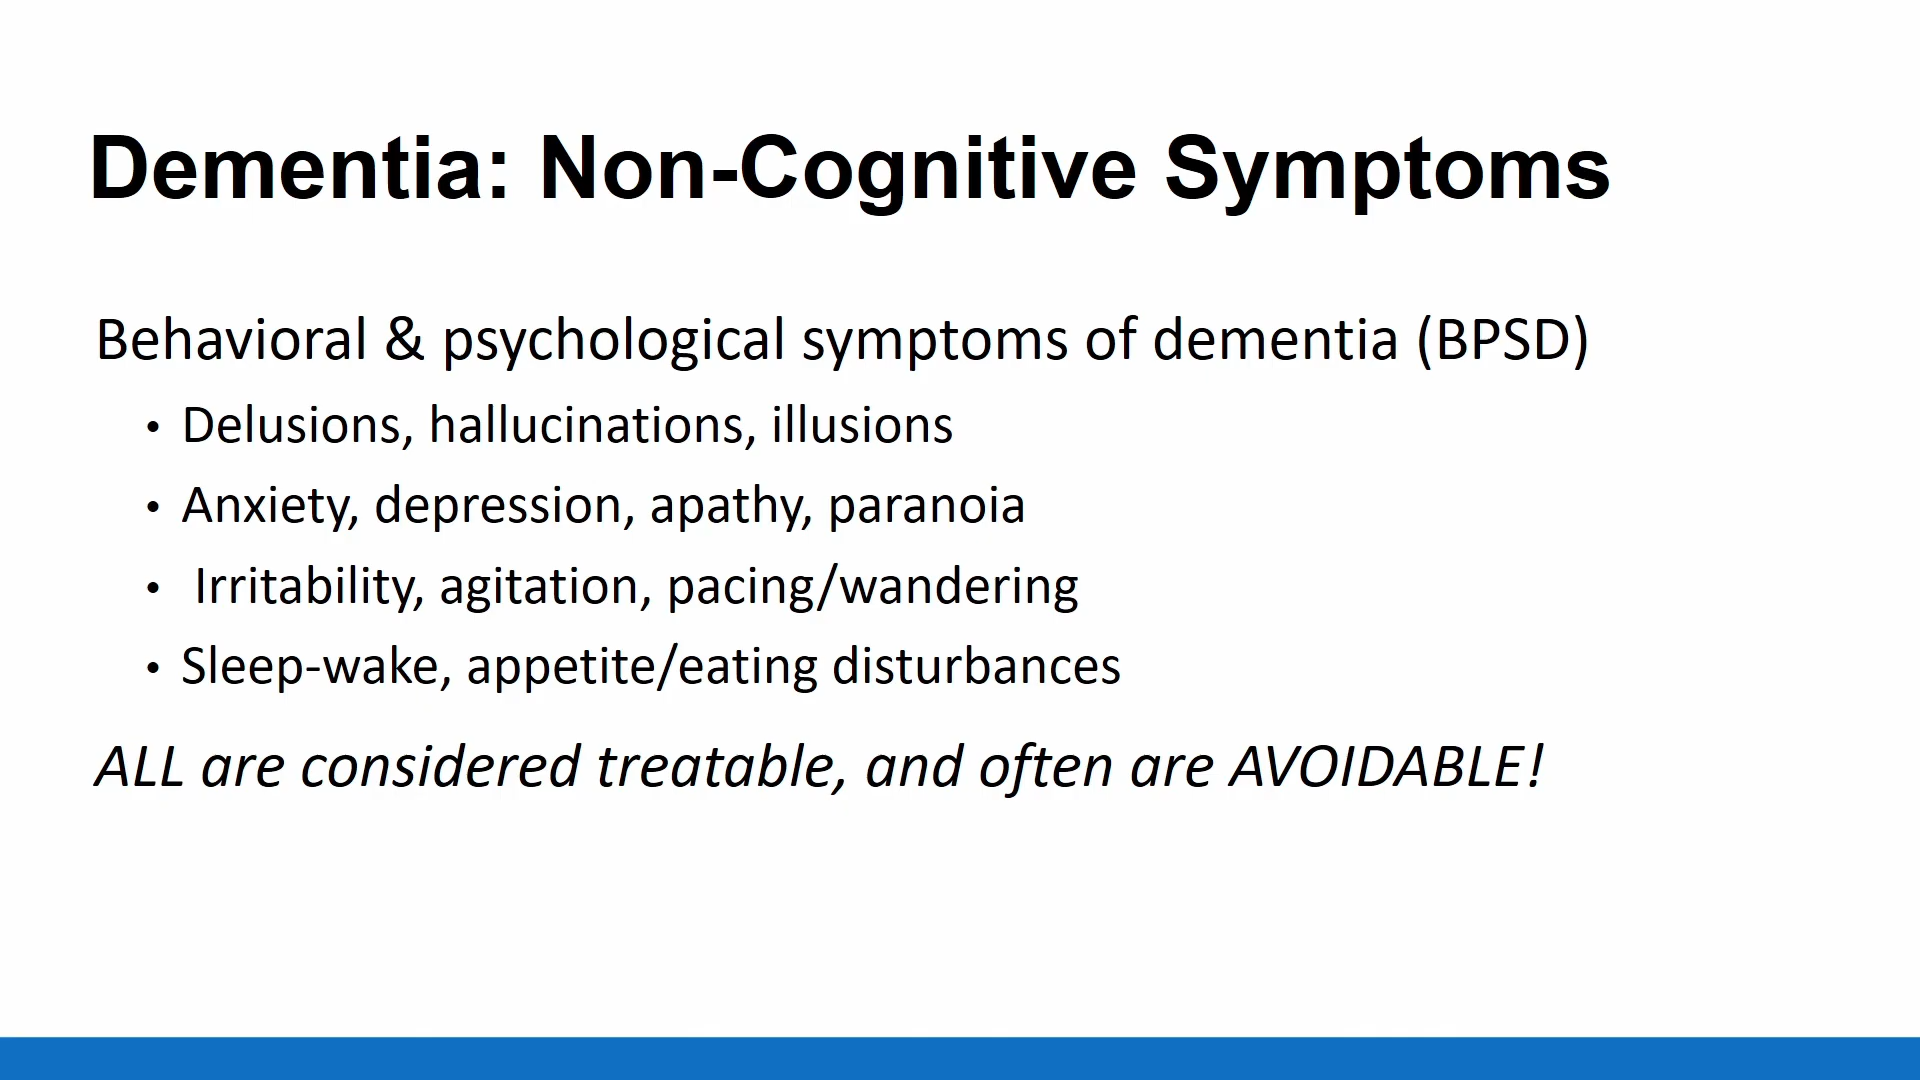 Dementia: Non-Cognitive Symptoms
Behavioral & psychological symptoms of dementia (BPSD)
• Delusions, hallucinations, illusions
• Anxiety, depression, apathy, paranoia
• Irritability, agitation, pacing/wandering
• Sleep-wake, appetite/eating disturbances
ALL are considered treatable, and often are AVOIDABLE!